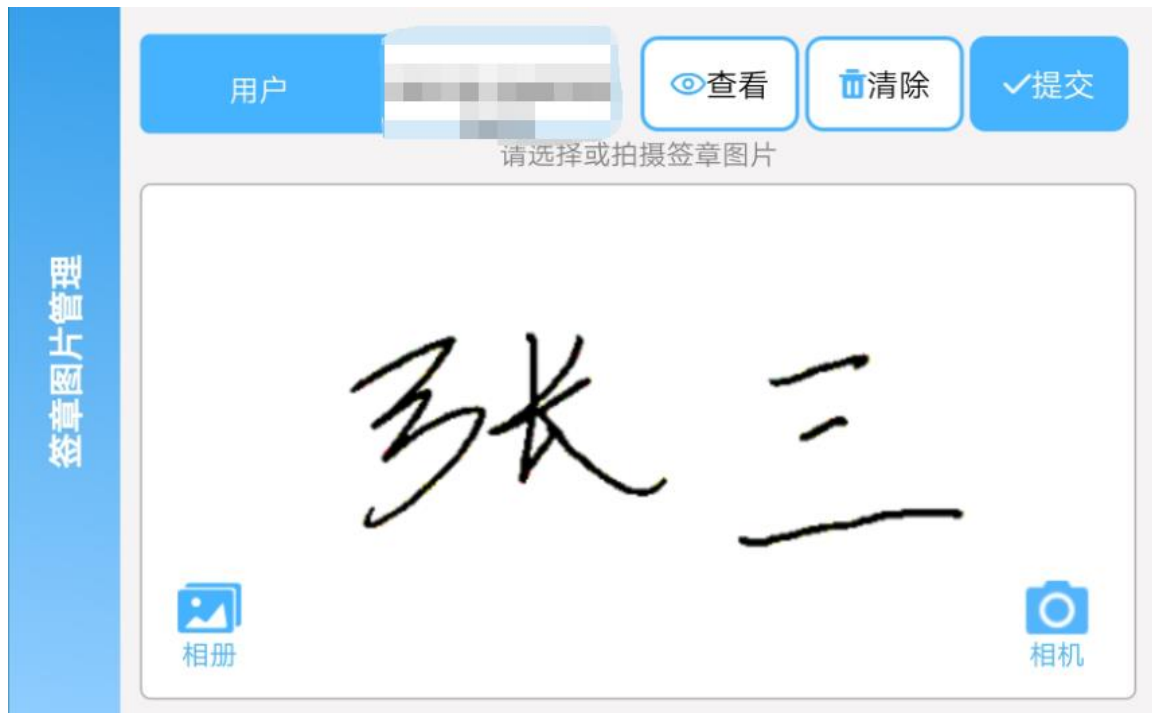 用户 查看 清除 提交
请选择或拍摄签章图片
签章图片管理
张三
相册 相机